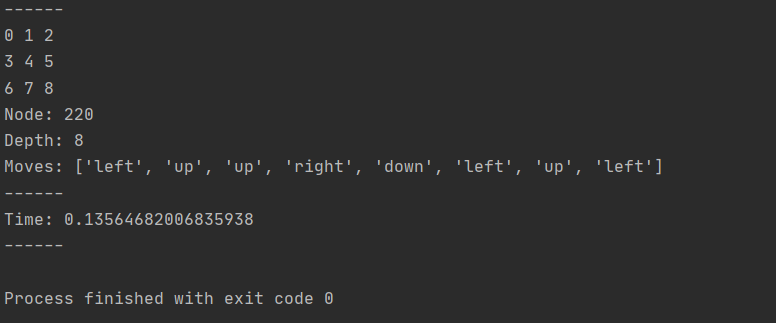 ------
0 1 2
3 4 5
6 7 8
Node: 220
Depth: 8
Moves: ['left', 'up', 'up', 'right', 'down', 'left', 'up', 'left']
------
Time: 0.13564682006835938
------
Process finished with exit code 0